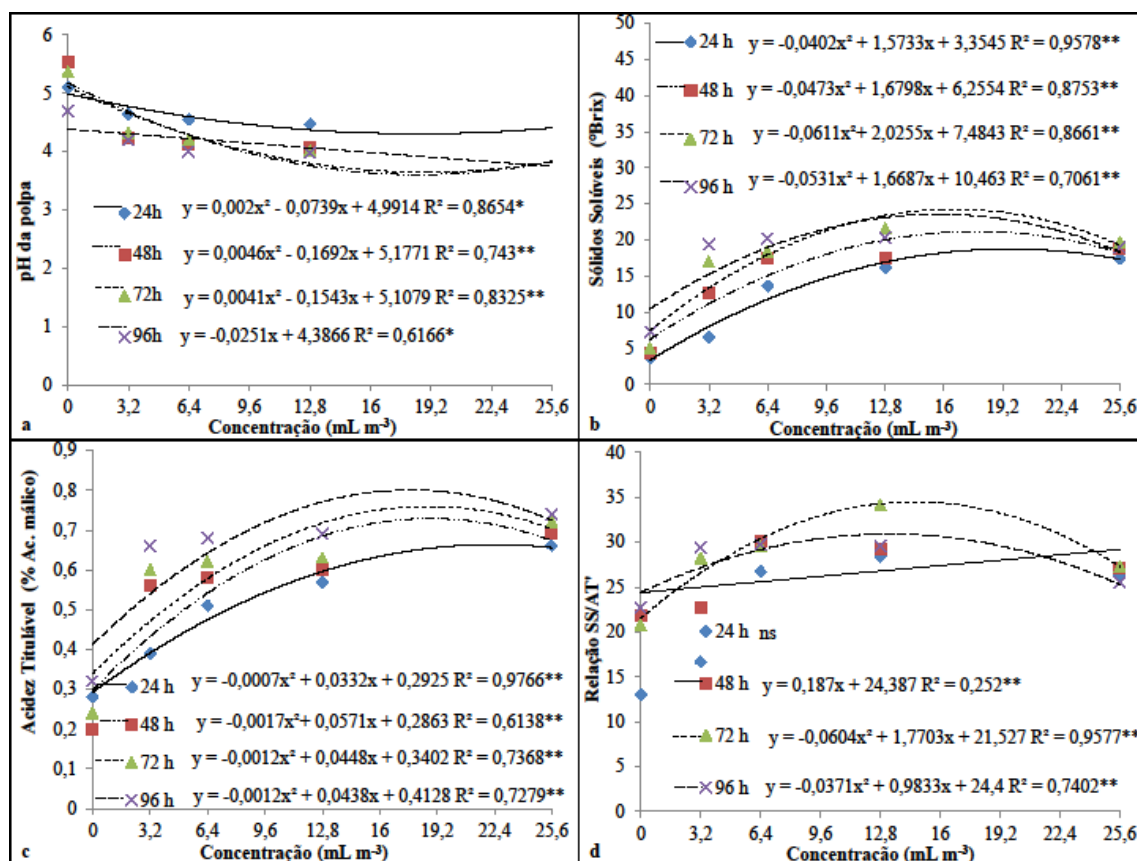 pH da polpa
6
5
4
3
2
1
0
24h y = 0,002x² - 0,0739x + 4,9914 R² = 0,8654*
48h y = 0,0046x² - 0,1692x + 5,1771 R² = 0,743**
72h y = 0,0041x² - 0,1543x + 5,1079 R² = 0,8325**
96h y = -0,0251x + 4,3866 R² = 0,6166*
0 3,2 6,4 9,6 12,8 16 19,2 22,4 25,6
a Concentração (mL m⁻³)
Sólidos Solúveis (ºBrix)
50
45
40
35
30
25
20
15
10
5
0
24 h y = -0,0402x² + 1,5733x + 3,3545 R² = 0,9578**
48 h y = -0,0473x² + 1,6798x + 6,2554 R² = 0,8753**
72 h y = -0,0611x² + 2,0255x + 7,4843 R² = 0,8661**
96 h y = -0,0531x² + 1,6687x + 10,463 R² = 0,7061**
0 3,2 6,4 9,6 12,8 16 19,2 22,4 25,6
b Concentração (mL m⁻³)
Acidez Titulável (% Ac. málico)
0,9
0,8
0,7
0,6
0,5
0,4
0,3
0,2
0,1
0
24 h y = -0,0007x² + 0,0332x + 0,2925 R² = 0,9766**
48 h y = -0,0017x²+ 0,0571x + 0,2863 R² = 0,6138**
72 h y = -0,0012x² + 0,0448x + 0,3402 R² = 0,7368**
96 h y = -0,0012x² + 0,0438x + 0,4128 R² = 0,7279**
0 3,2 6,4 9,6 12,8 16 19,2 22,4 25,6
c Concentração (mL m⁻³)
Relação SS/AT'
40
35
30
25
20
15
10
5
0
24 h ns
48 h y = 0,187x + 24,387 R² = 0,252**
72 h y = -0,0604x² + 1,7703x + 21,527 R² = 0,9577**
96 h y = -0,0371x² + 0,9833x + 24,4 R² = 0,7402**
0 3,2 6,4 9,6 12,8 16 19,2 22,4 25,6
d Concentração (mL m⁻³)